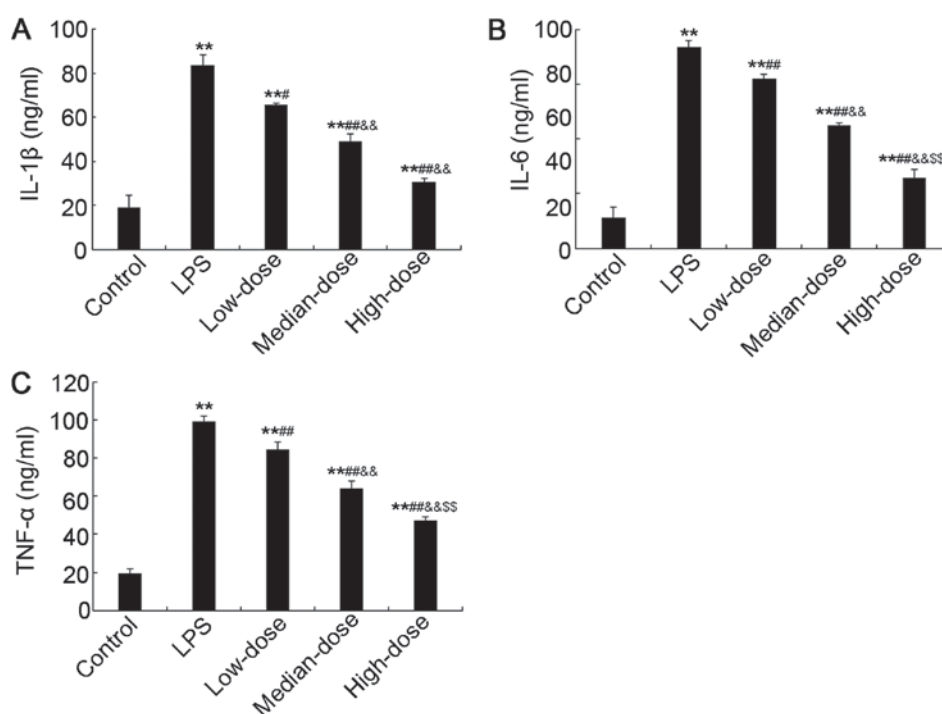 A
IL-1β (ng/ml)
100
80
60
40
20
0
**
**#
**##&&
**##&&
Control
LPS
Low-dose
Median-dose
High-dose
B
IL-6 (ng/ml)
100
80
60
40
20
0
**
**##
**##&&
**##&&$$
Control
LPS
Low-dose
Median-dose
High-dose
C
TNF-α (ng/ml)
120
100
80
60
40
20
0
**
**##
**##&&
**##&&$$
Control
LPS
Low-dose
Median-dose
High-dose